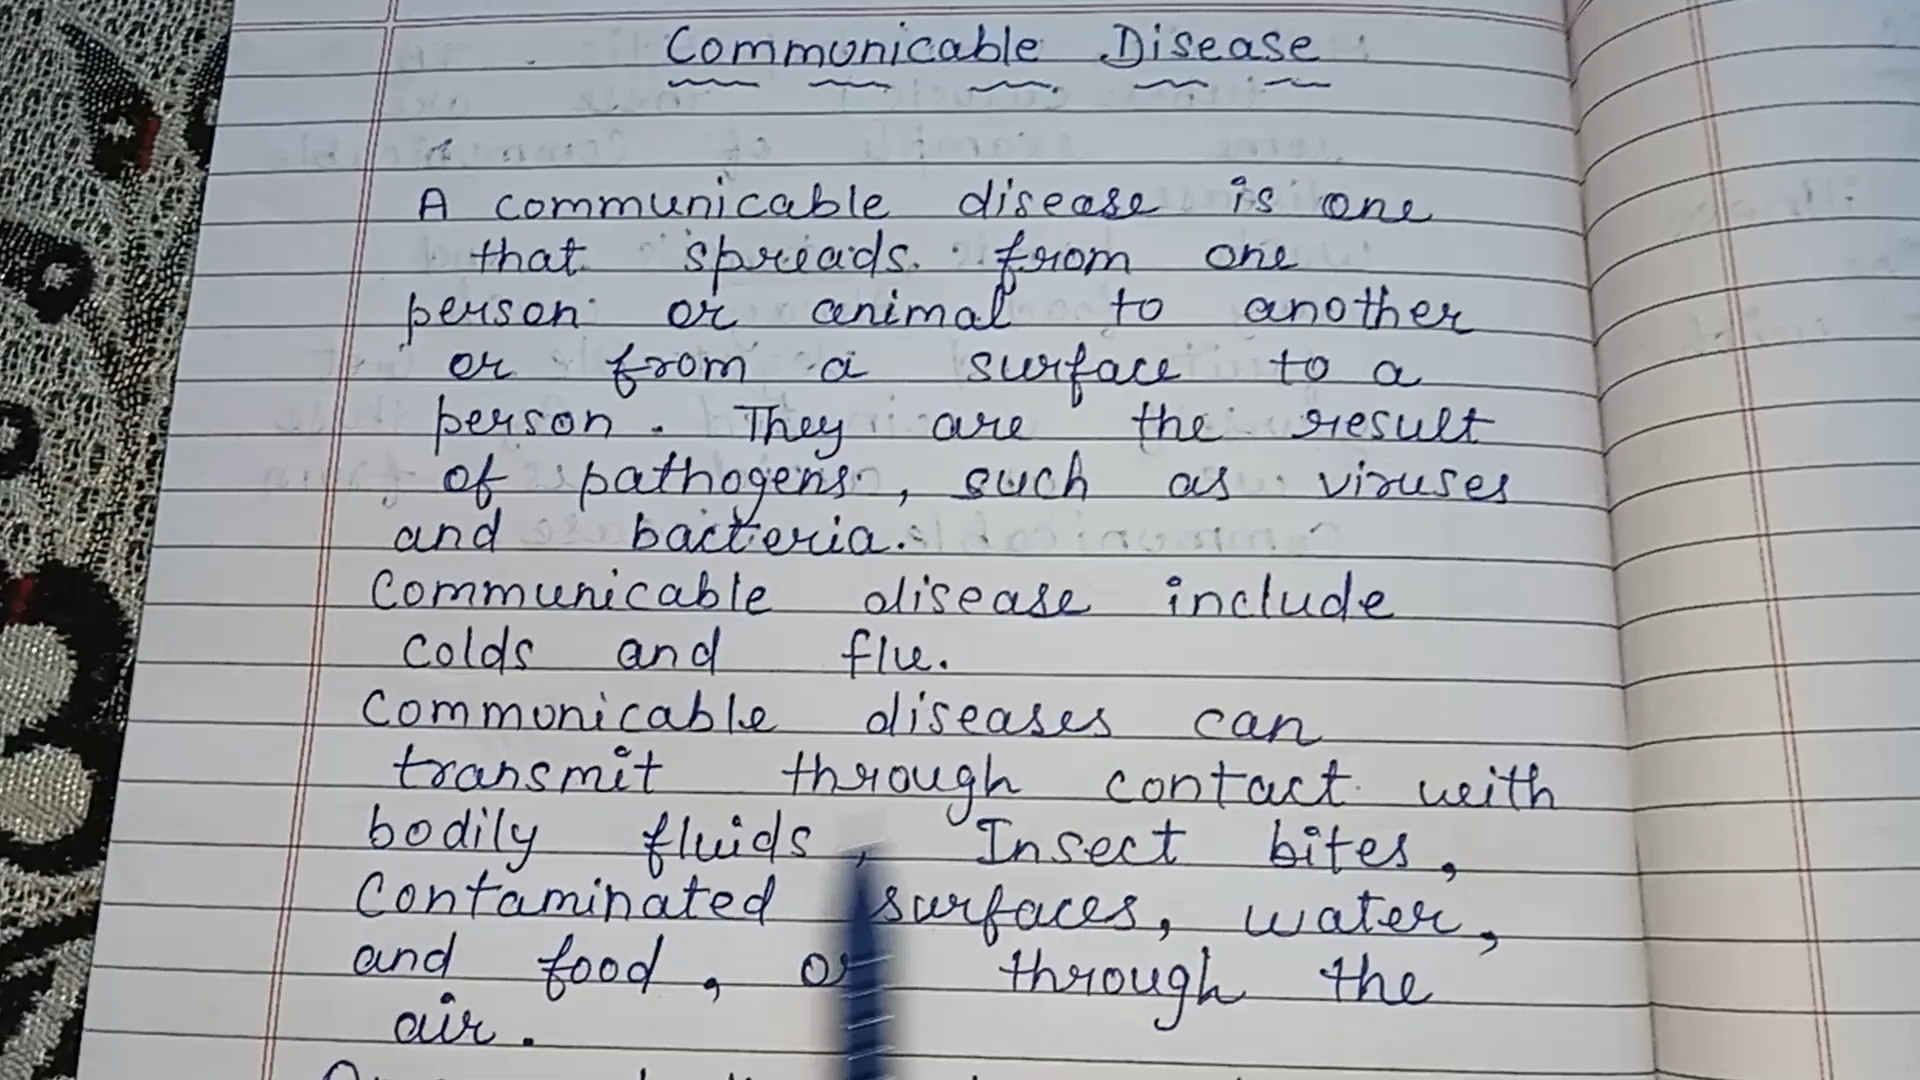 Communicable Disease
A communicable disease is one
that spreads from one
person or animal to another
or from a surface to a
person. They are the result
of pathogens, such as viruses
and bacteria.
Communicable disease include
colds and flu.
Communicable diseases can
transmit through contact with
bodily fluids, Insect bites,
Contaminated surfaces, water,
and food, or through the
air.